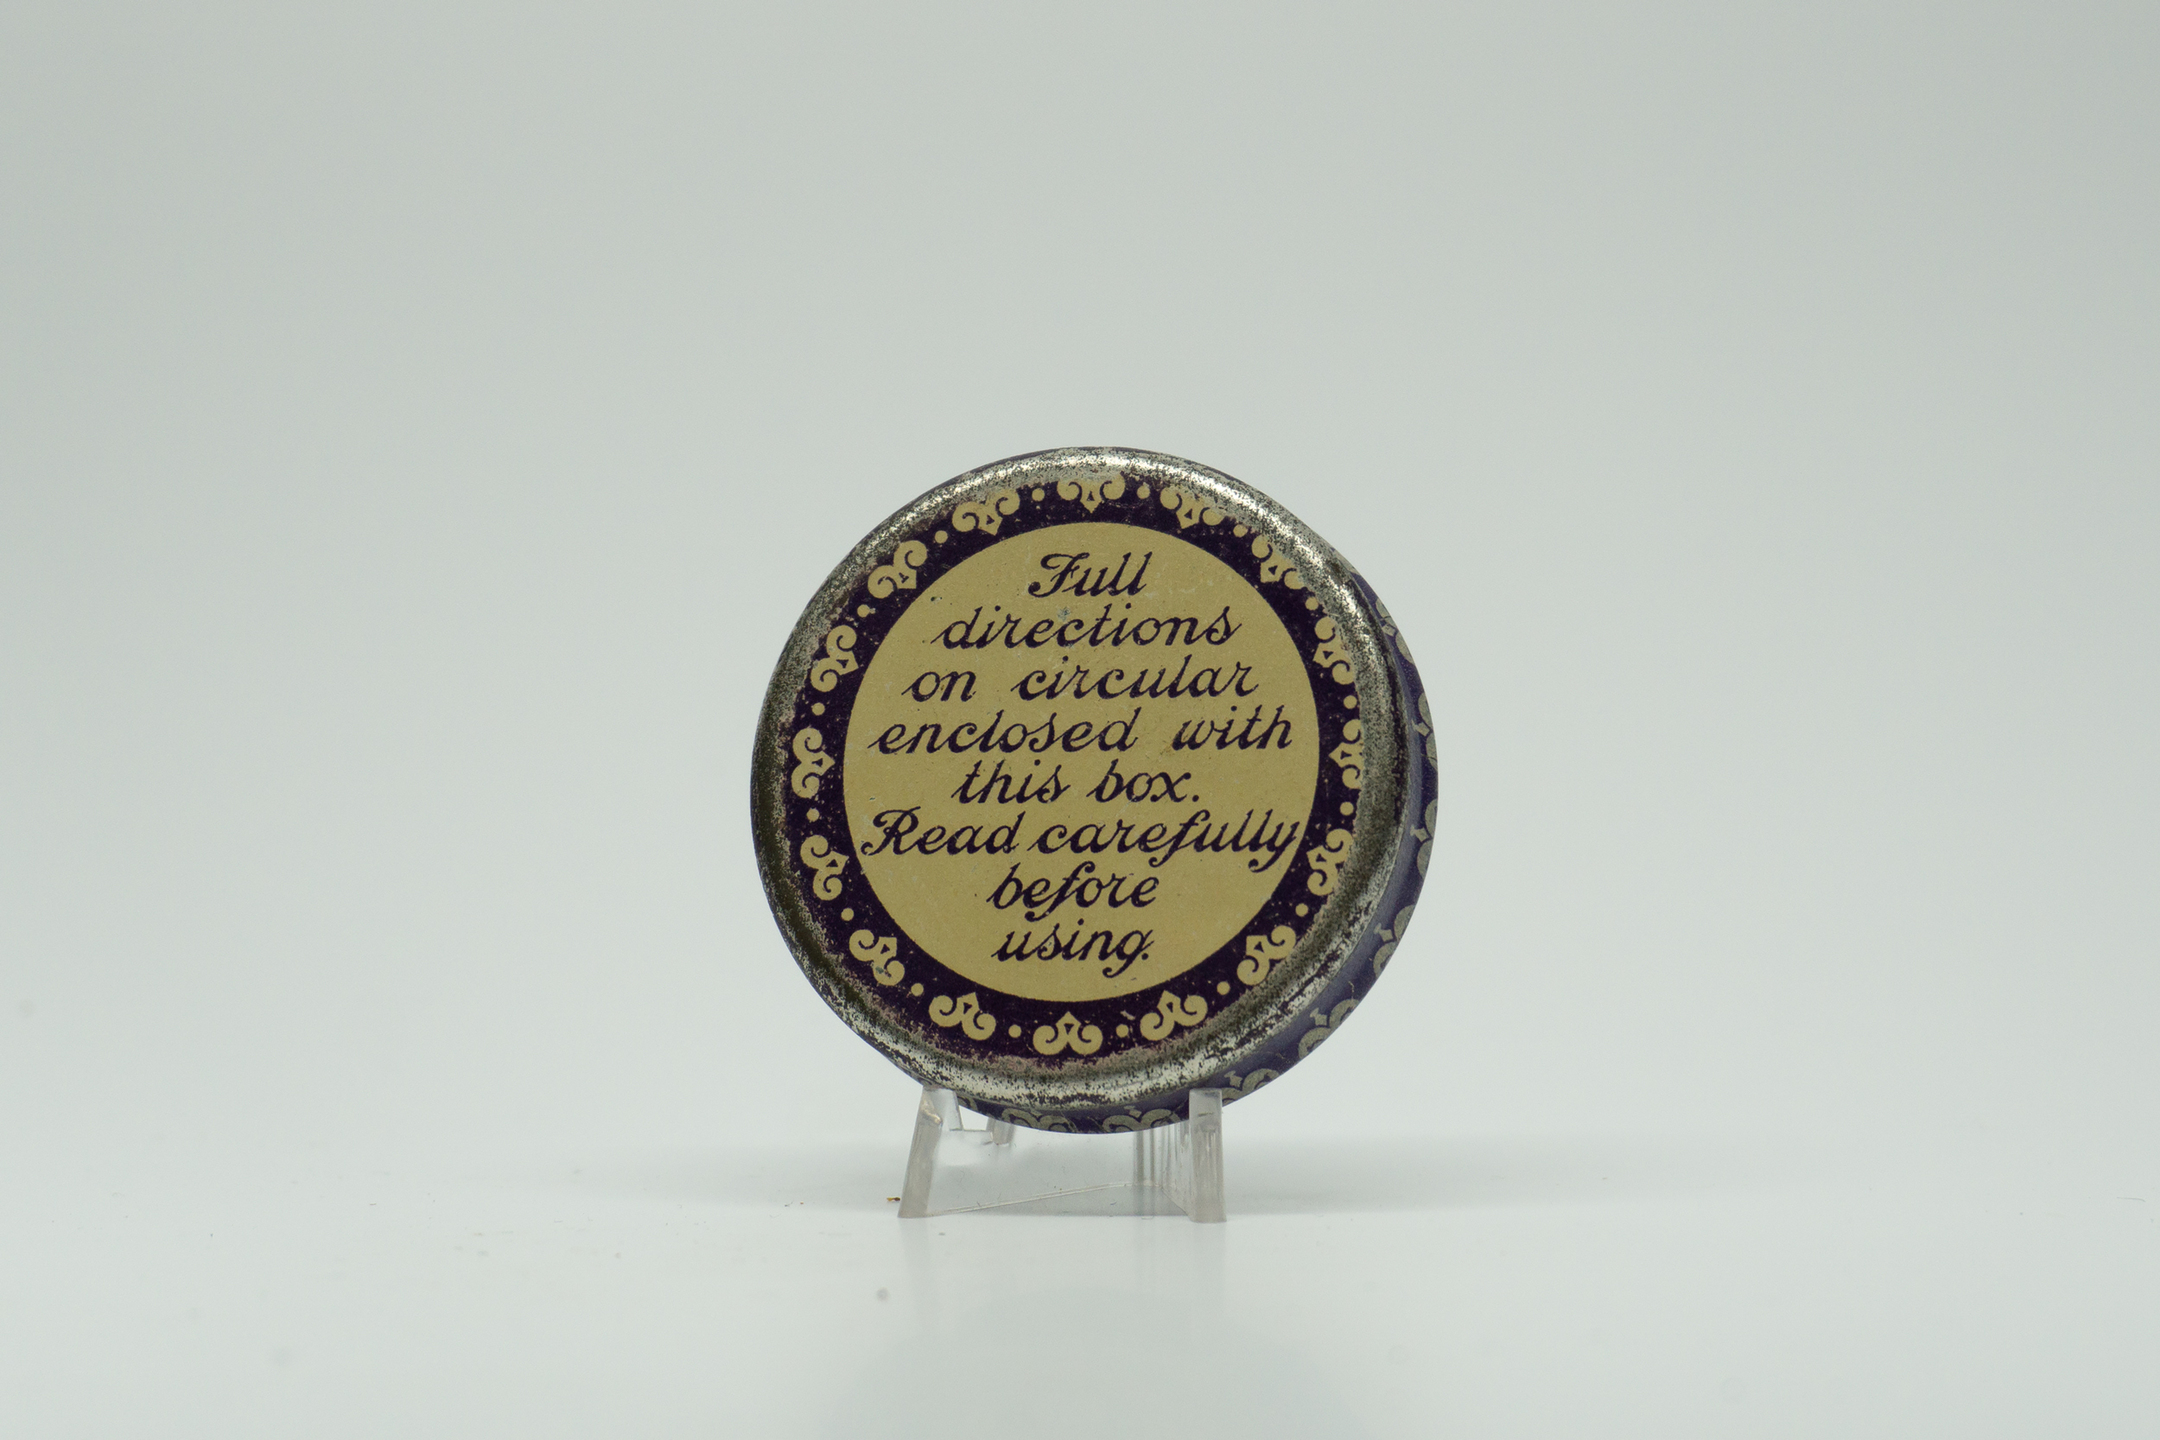 Full
directions
on circular
enclosed with
this box.
Read carefully
before
using.